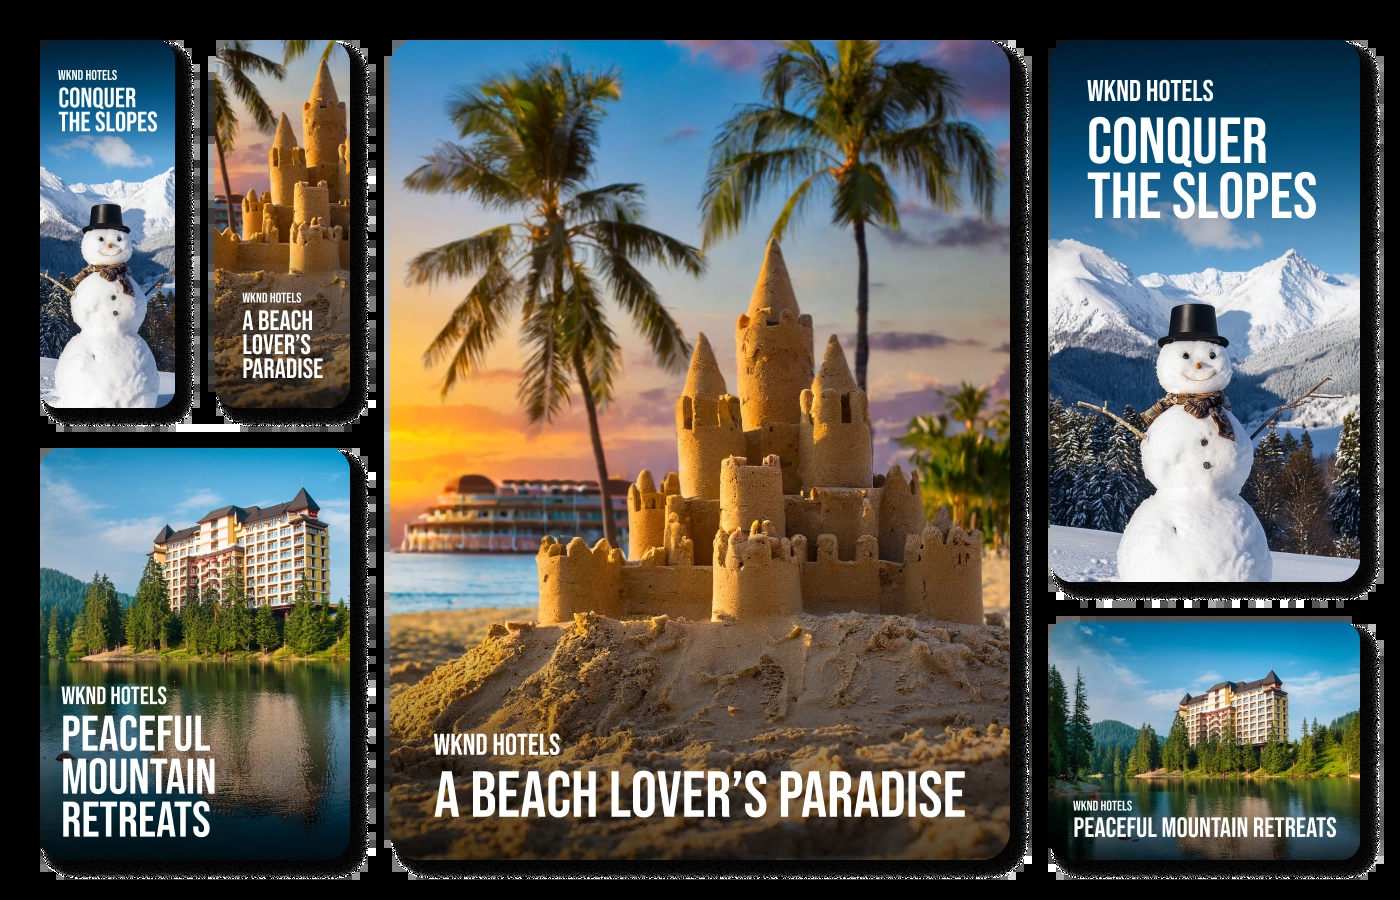 WKND HOTELS
CONQUER
THE SLOPES
WKND HOTELS
A BEACH
LOVER’S
PARADISE
WKND HOTELS
PEACEFUL
MOUNTAIN
RETREATS
WKND HOTELS
A BEACH LOVER’S PARADISE
WKND HOTELS
CONQUER
THE SLOPES
WKND HOTELS
PEACEFUL MOUNTAIN RETREATS